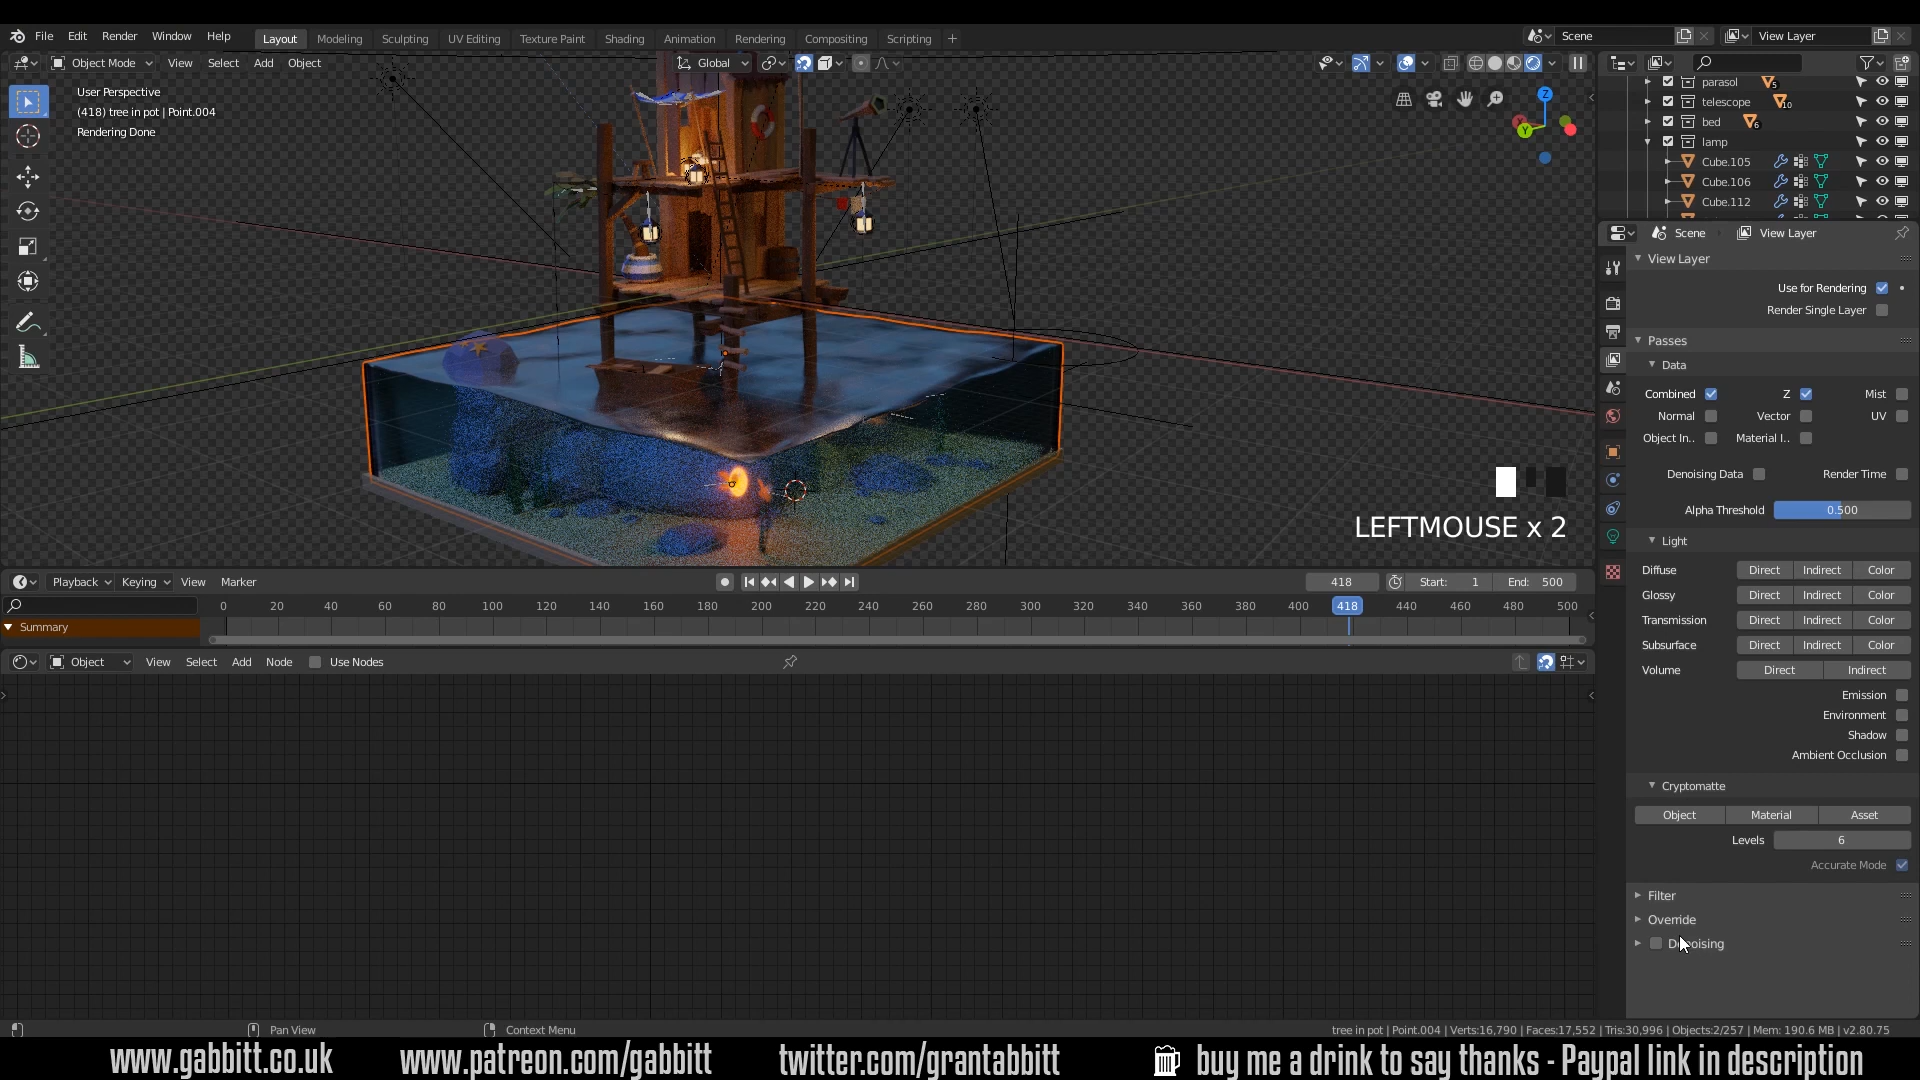 File Edit Render Window Help
Layout Modeling Sculpting UV Editing Texture Paint Shading Animation Rendering Compositing Scripting +
Scene
View Layer
Object Mode View Select Add Object
Global
User Perspective
(418) tree in pot | Point.004
Rendering Done
Z
Y
LEFTMOUSE x 2
parasol 5
telescope 10
bed 6
lamp
Cube.105
Cube.106
Cube.112
Scene View Layer
View Layer
Use for Rendering
Render Single Layer
Passes
Data
Combined Z Mist
Normal Vector UV
Object In.. Material I..
Denoising Data Render Time
Alpha Threshold 0.500
Light
Diffuse Direct Indirect Color
Glossy Direct Indirect Color
Transmission Direct Indirect Color
Subsurface Direct Indirect Color
Volume Direct Indirect
Emission
Environment
Shadow
Ambient Occlusion
Cryptomatte
Object Material Asset
Levels 6
Accurate Mode
Filter
Override
Denoising
Playback Keying View Marker
418 Start: 1 End: 500
0 20 40 60 80 100 120 140 160 180 200 220 240 260 280 300 320 340 360 380 400 418 440 460 480 500
Summary
Object View Select Add Node Use Nodes
Pan View Context Menu
tree in pot | Point.004 | Verts:16,790 | Faces:17,552 | Tris:30,996 | Objects:2/257 | Mem: 190.6 MB | v2.80.75
www.gabbitt.co.uk www.patreon.com/gabbitt twitter.com/grantabbitt buy me a drink to say thanks - Paypal link in description